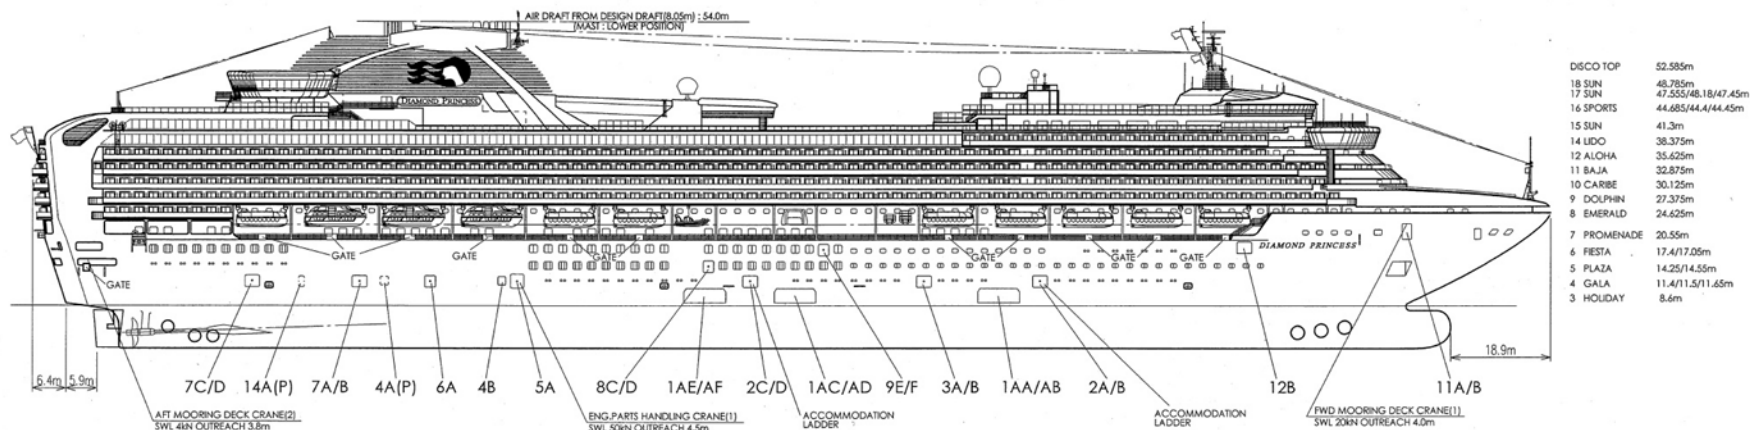 AIR DRAFT FROM DESIGN DRAFT(8.05m) : 54.0m
(MAST : LOWER POSITION)
DISCO TOP 52.585m
18 SUN 48.785m
17 SUN 47.555/48.18/47.45m
16 SPORTS 44.685/44.4/44.45m
15 SUN 41.3m
14 LIDO 38.375m
12 ALOHA 35.625m
11 BAJA 32.875m
10 CARIBE 30.125m
9 DOLPHIN 27.375m
8 EMERALD 24.625m
7 PROMENADE 20.55m
6 FIESTA 17.4/17.05m
5 PLAZA 14.25/14.55m
4 GALA 11.4/11.5/11.65m
3 HOLIDAY 8.6m
DIAMOND PRINCESS
DIAMOND PRINCESS
GATE GATE GATE GATE GATE GATE
GATE
6.4m 5.9m 18.9m
7C/D 14A(P) 7A/B 4A(P) 6A 4B 5A 8C/D 1AE/AF 2C/D 1AC/AD 9E/F 3A/B 1AA/AB 2A/B 12B 11A/B
AFT MOORING DECK CRANE(2)
SWL 4kN OUTREACH 3.8m
ENG.PARTS HANDLING CRANE(1)
SWL 50kN OUTREACH 4.5m
ACCOMMODATION
LADDER
ACCOMMODATION
LADDER
FWD MOORING DECK CRANE(1)
SWL 20kN OUTREACH 4.0m